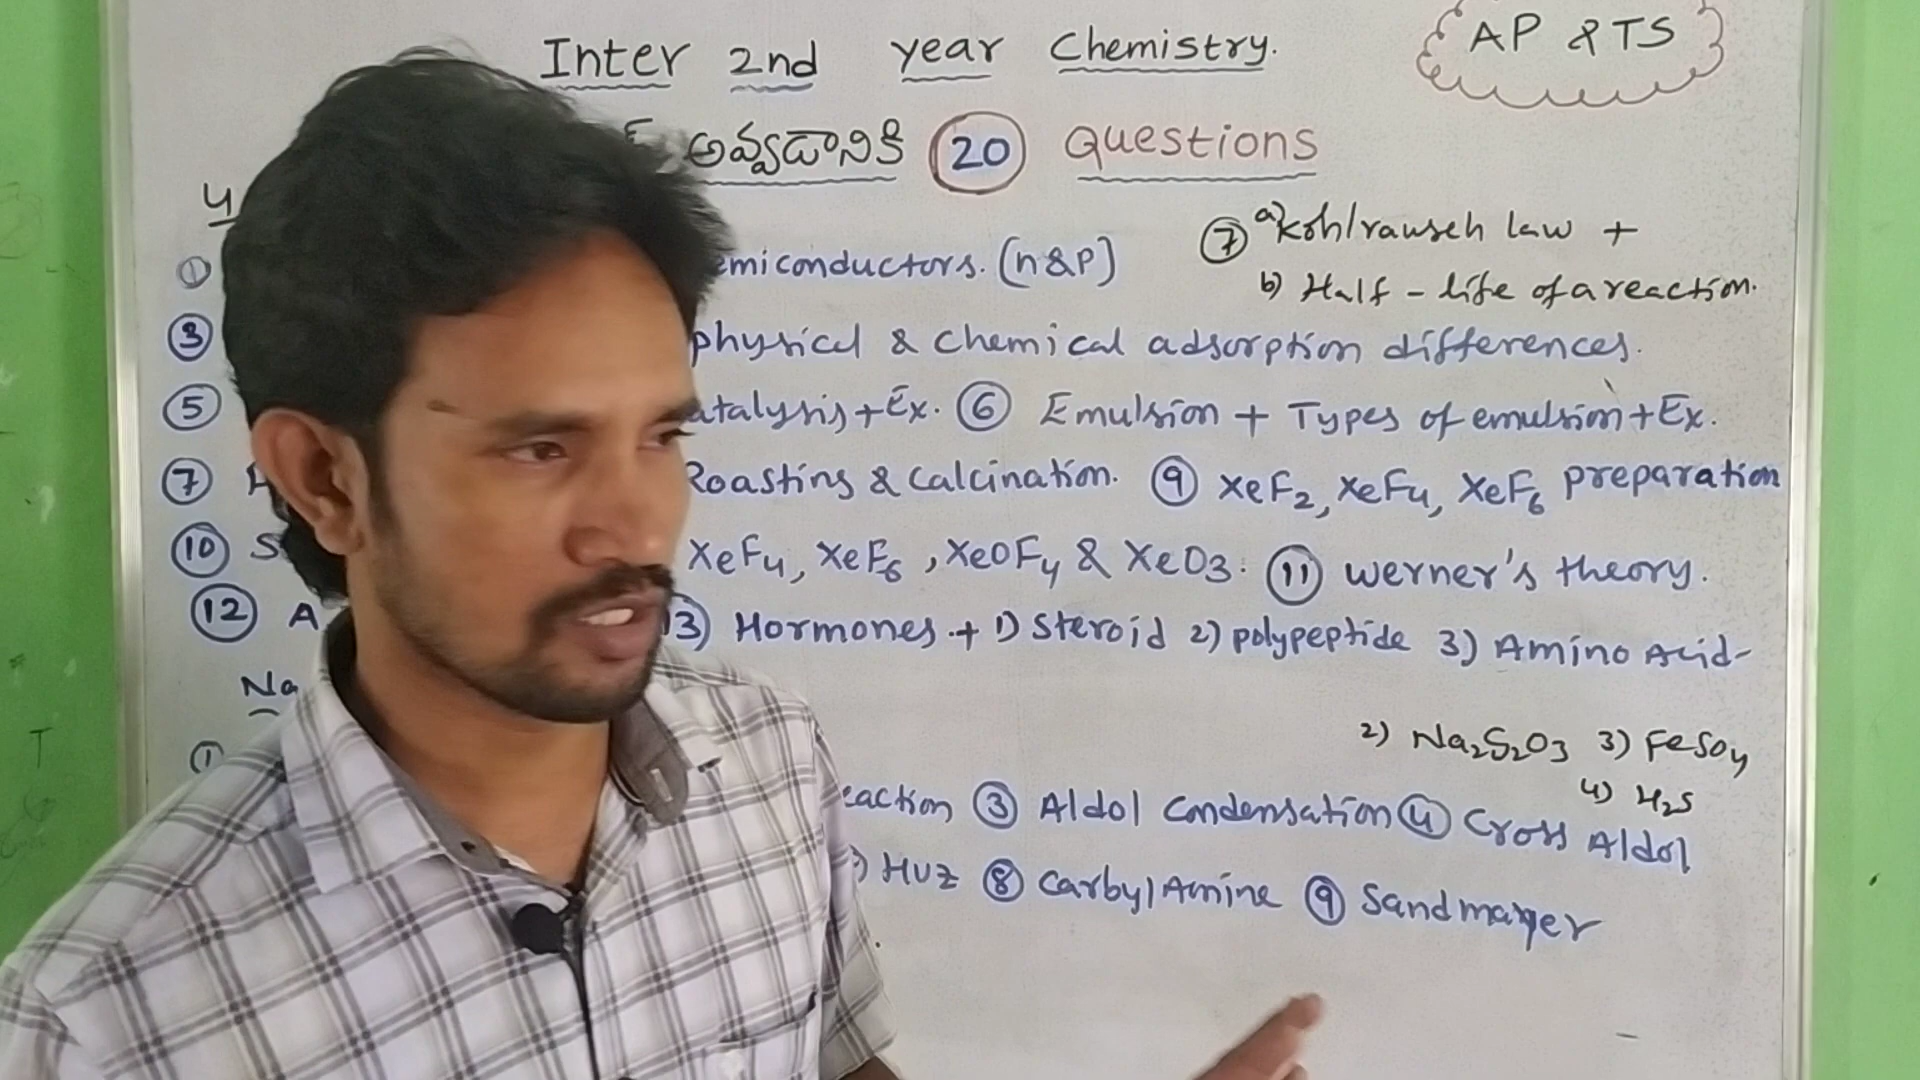 Inter 2nd year Chemistry.
AP & TS
అవ్వడానికి 20 Questions
4
① emiconductors. (n&P)
⑦ a) kohlrawseh law +
b) Half - life of a reaction.
③ physical & chemical adsorption differences.
⑤ atalysis + Ex. ⑥ Emulsion + Types of emulsion + Ex.
⑦ Roasting & Calcination. ⑨ XeF2, XeF4, XeF6 preparation
⑩ S XeF4, XeF6, XeOF4 & XeO3. ⑪ Werner's theory.
⑫ A 13) Hormones + 1) Steroid 2) polypeptide 3) Amino Acid-
Na
2) Na2S2O3 3) FeSO4
4) H2S
①
eaction ③ Aldol Condensation ④ Cross Aldol
) HVZ ⑧ CarbylAmine ⑨ Sandmayer